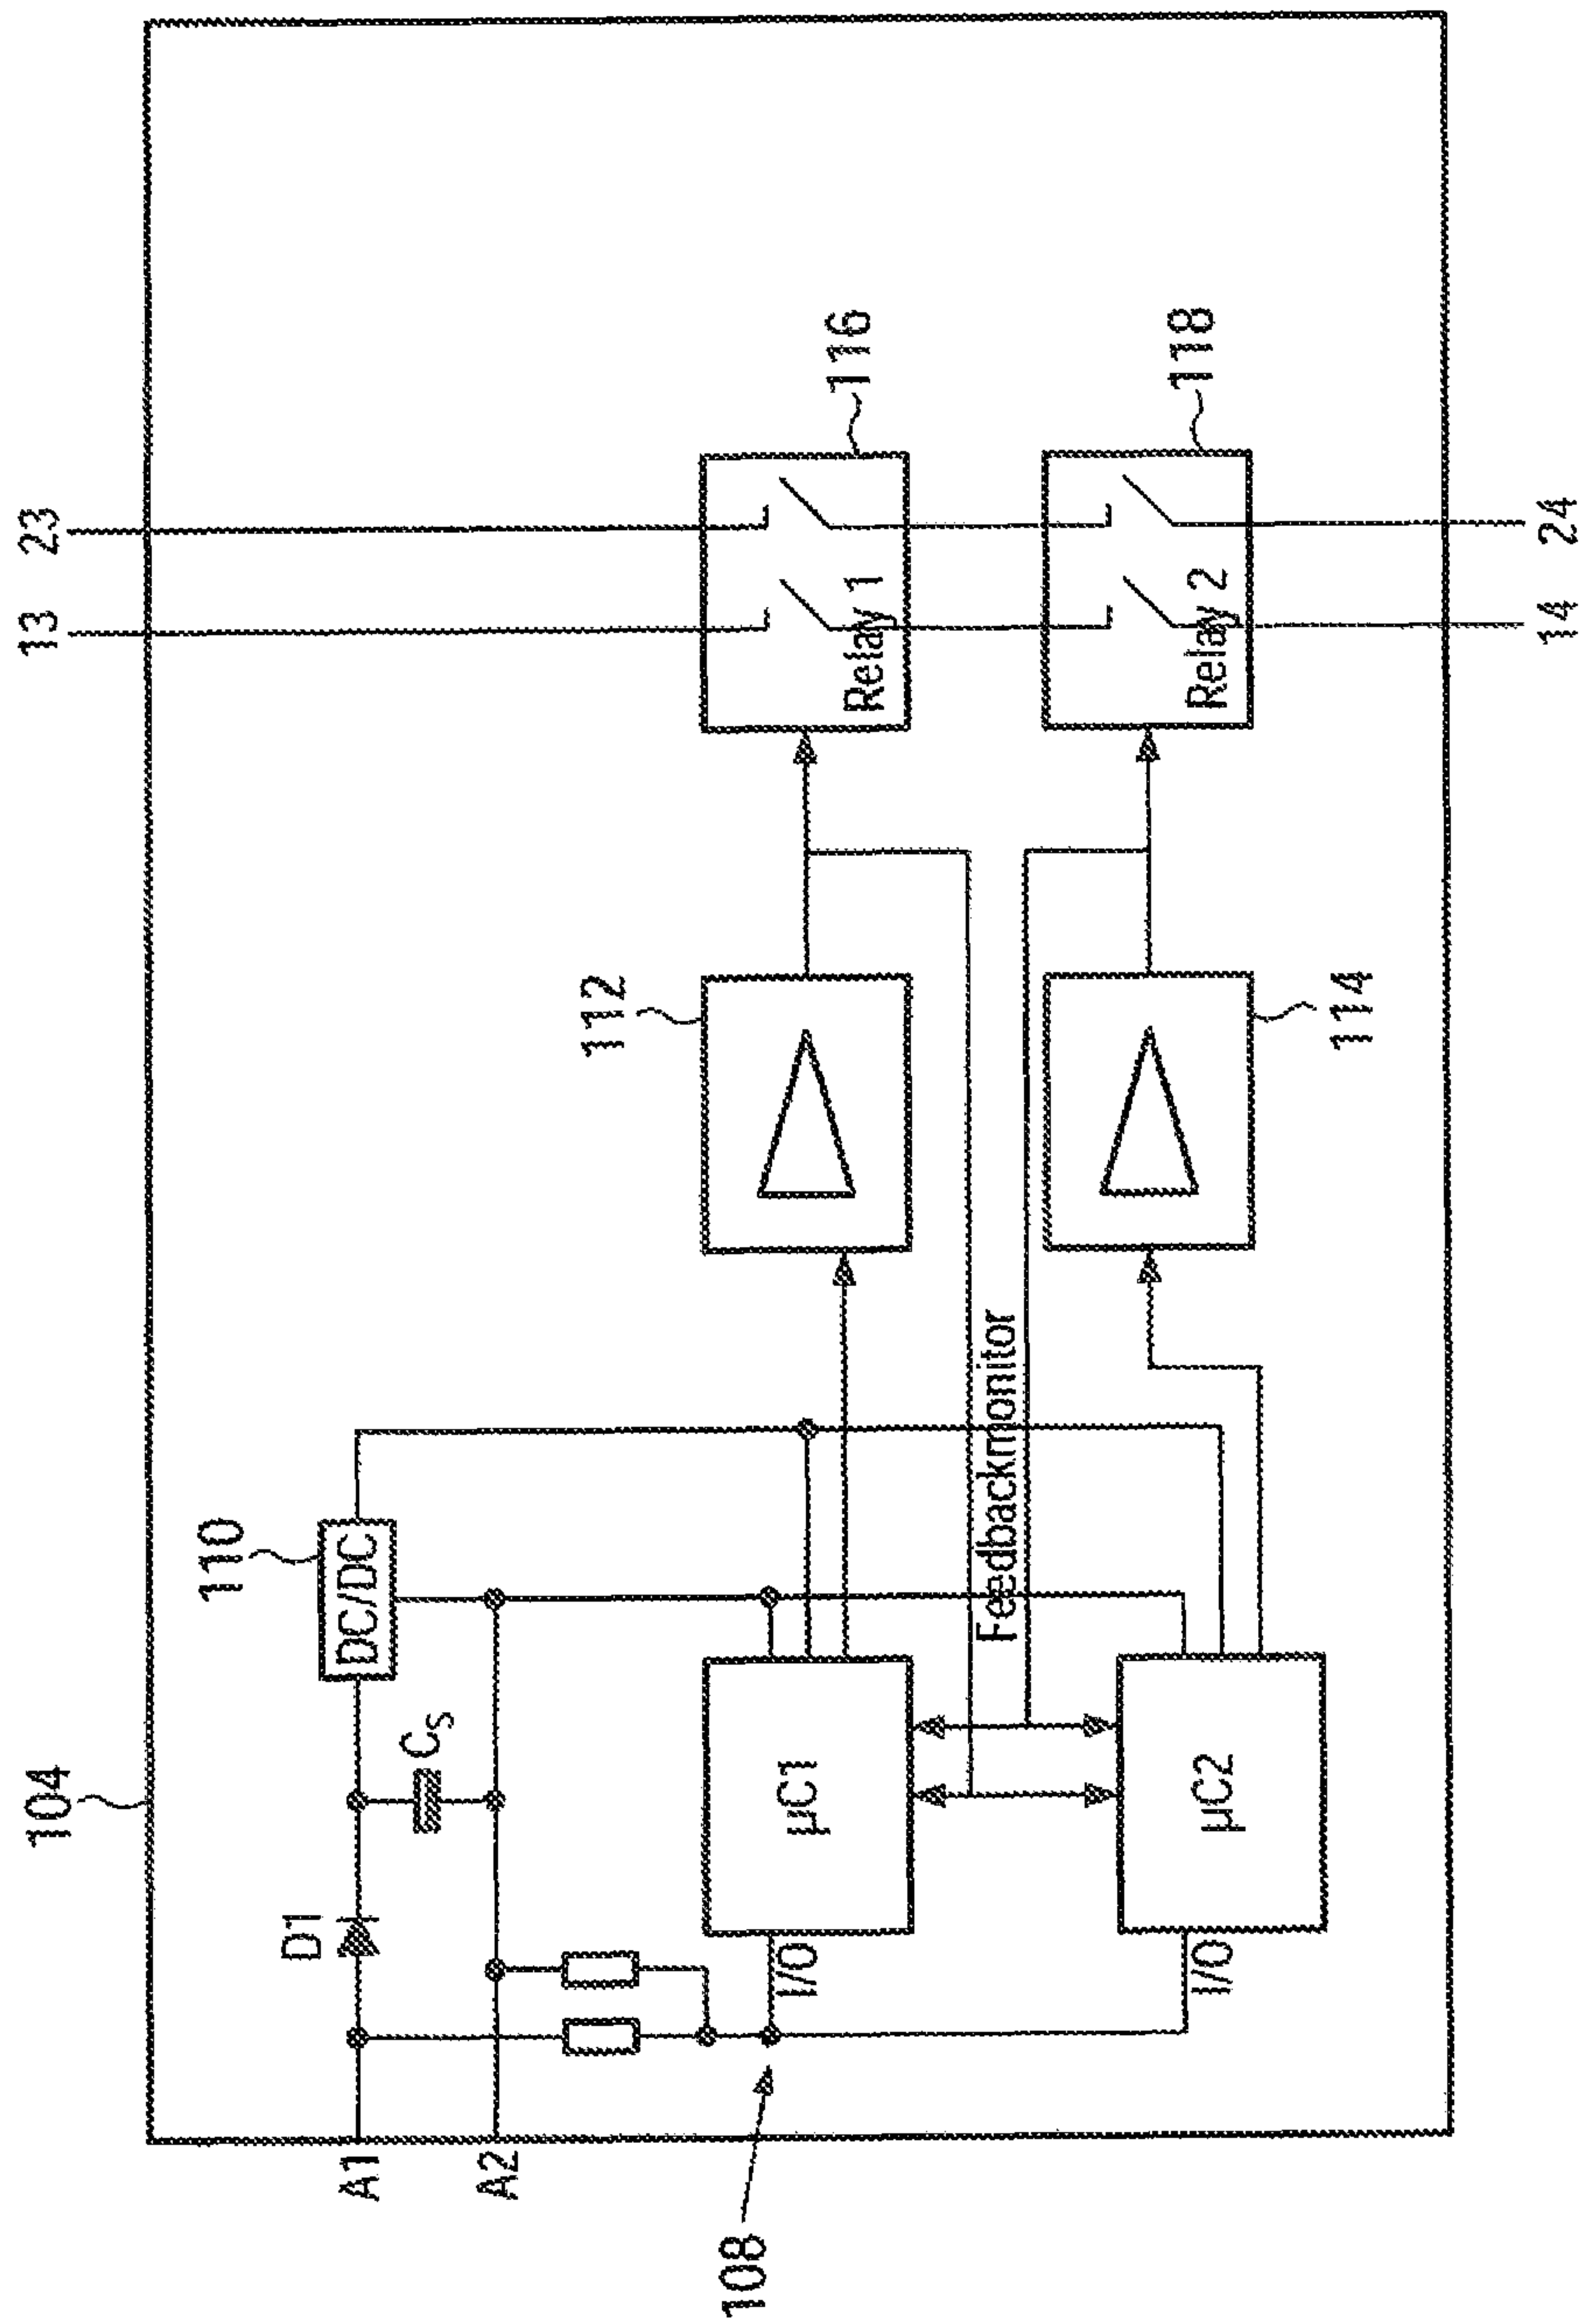 104
110
D1
Cs
DC/DC
A1
A2
108
I/O
I/O
µC1
µC2
Feedbackmonitor
112
114
Relay 1
116
Relay 2
118
13
23
14
24